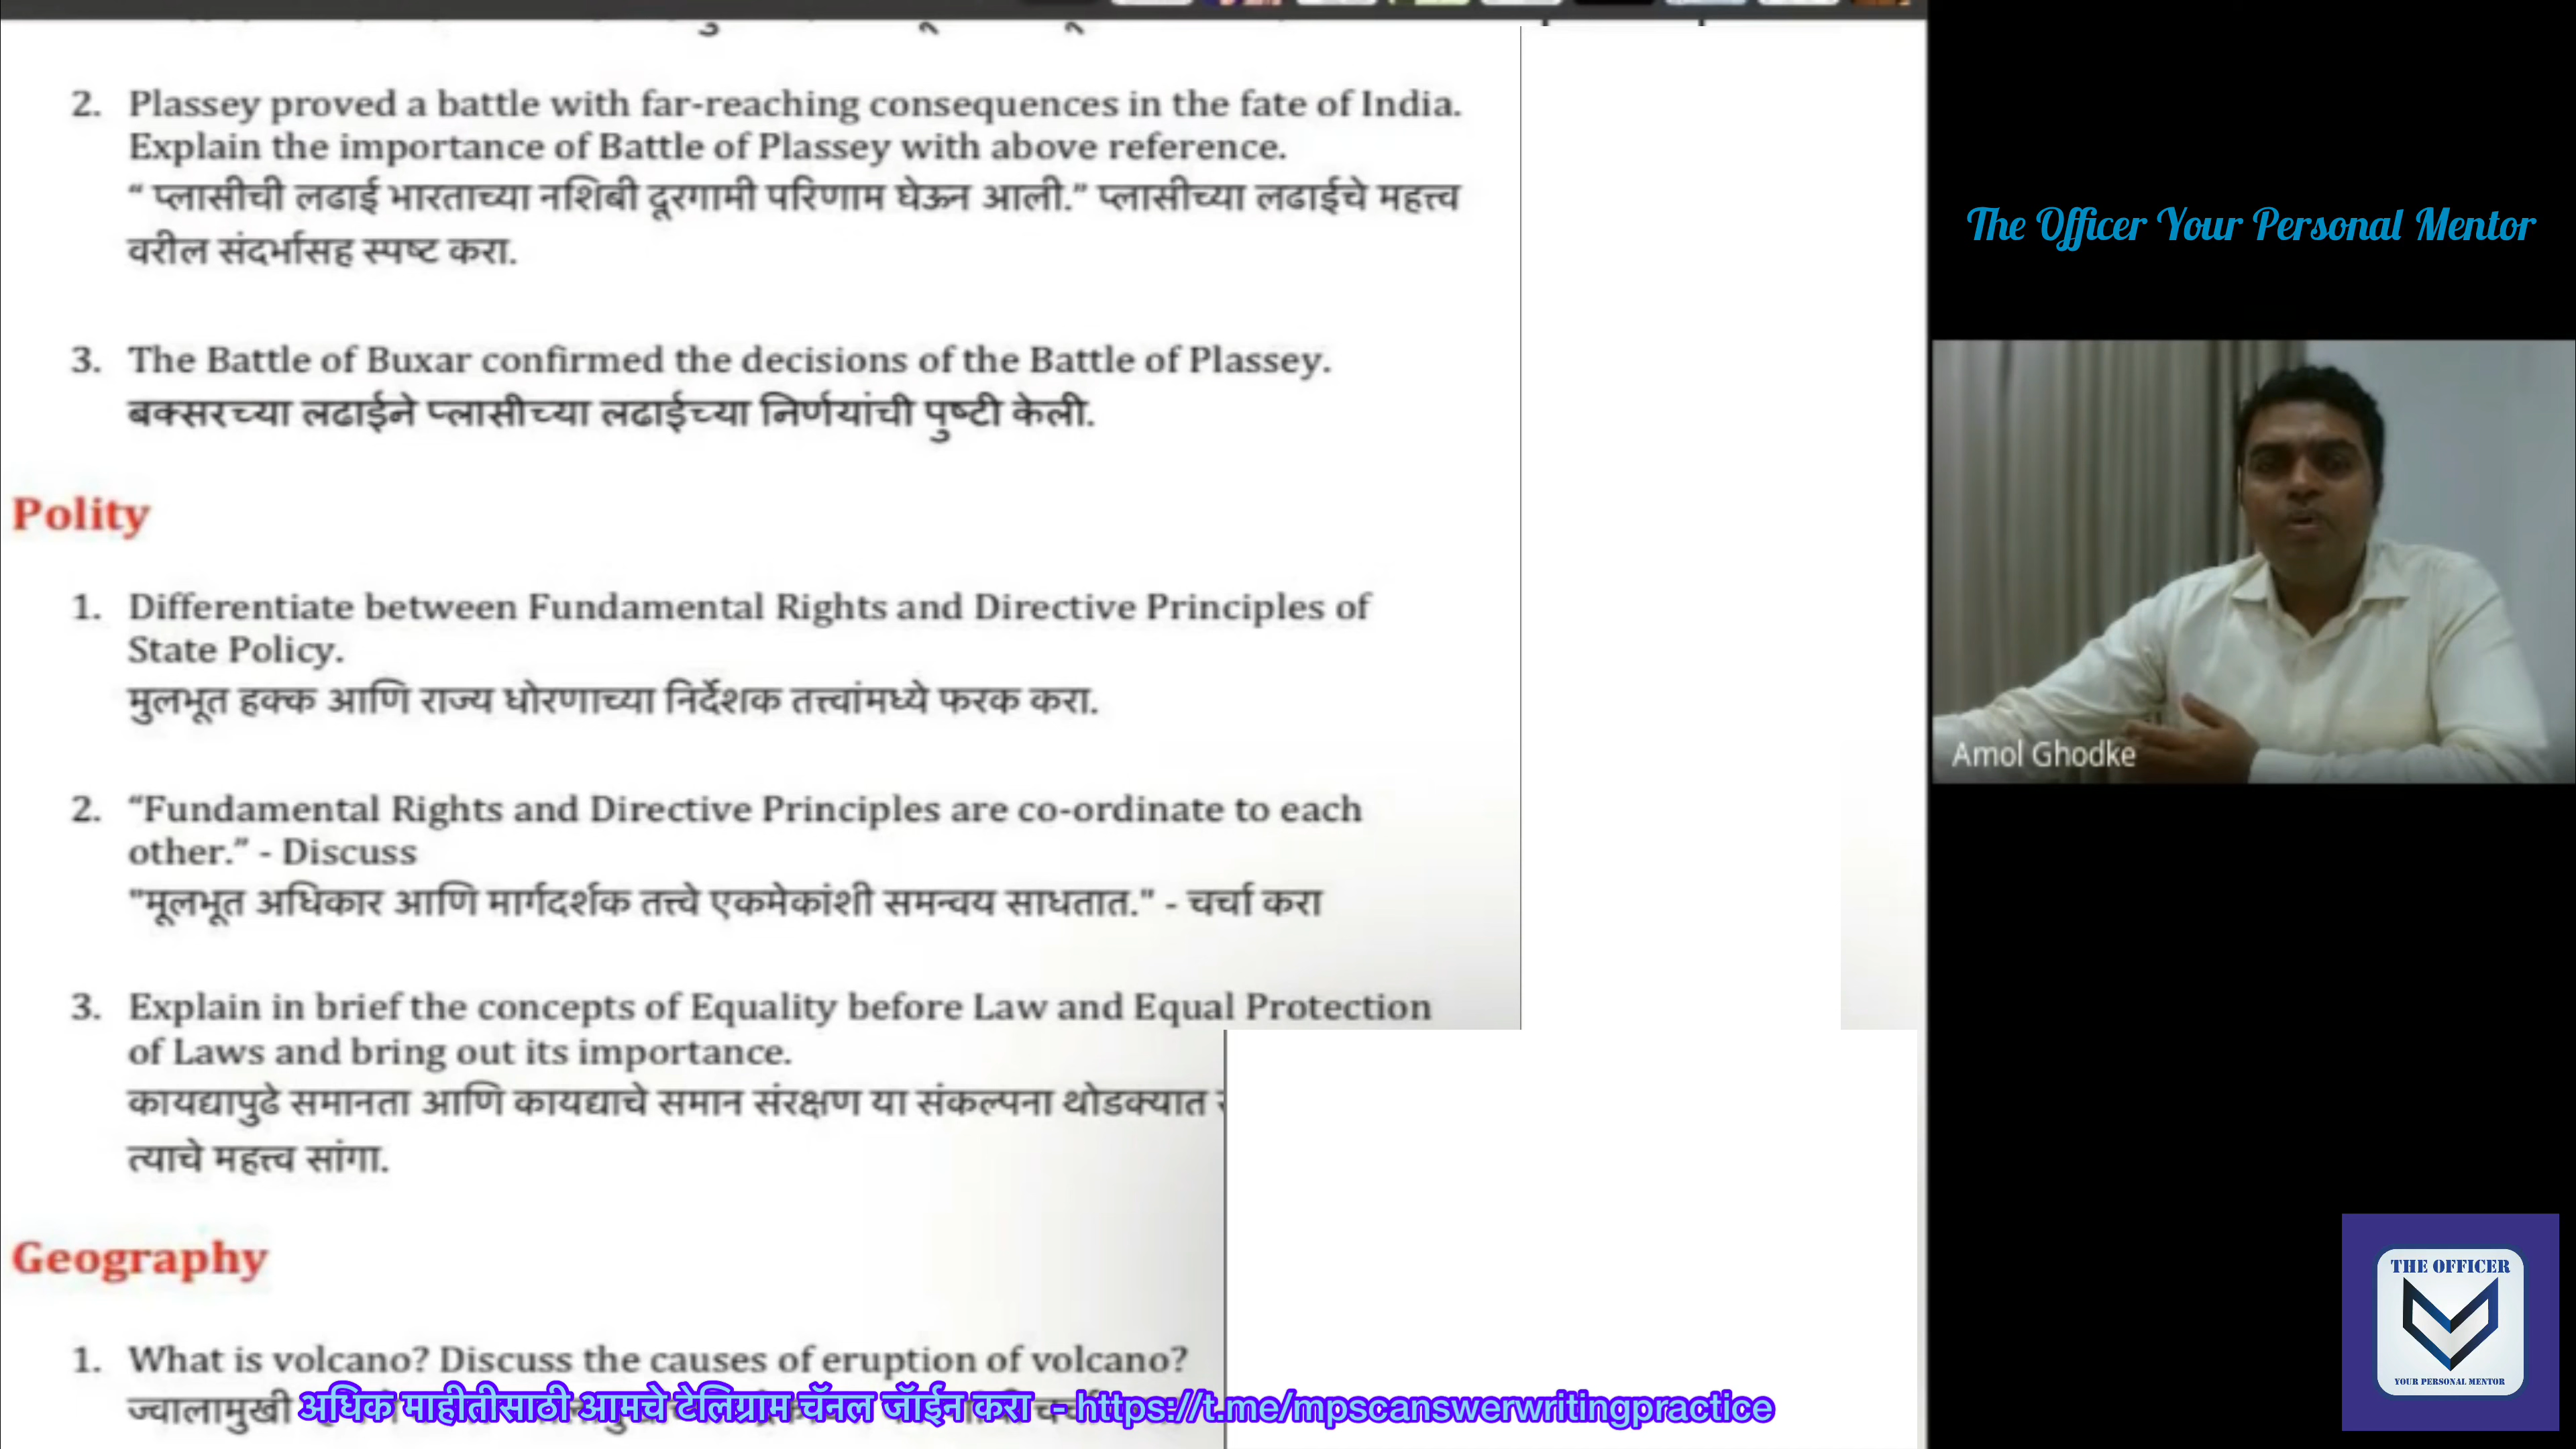 2. Plassey proved a battle with far-reaching consequences in the fate of India.
Explain the importance of Battle of Plassey with above reference.
“ प्लासीची लढाई भारताच्या नशिबी दूरगामी परिणाम घेऊन आली.” प्लासीच्या लढाईचे महत्त्व
वरील संदर्भासह स्पष्ट करा.
3. The Battle of Buxar confirmed the decisions of the Battle of Plassey.
बक्सरच्या लढाईने प्लासीच्या लढाईच्या निर्णयांची पुष्टी केली.
Polity
1. Differentiate between Fundamental Rights and Directive Principles of
State Policy.
मुलभूत हक्क आणि राज्य धोरणाच्या निर्देशक तत्त्वांमध्ये फरक करा.
2. “Fundamental Rights and Directive Principles are co-ordinate to each
other.” - Discuss
"मूलभूत अधिकार आणि मार्गदर्शक तत्त्वे एकमेकांशी समन्वय साधतात." - चर्चा करा
3. Explain in brief the concepts of Equality before Law and Equal Protection
of Laws and bring out its importance.
कायद्यापुढे समानता आणि कायद्याचे समान संरक्षण या संकल्पना थोडक्यात
त्याचे महत्त्व सांगा.
Geography
1. What is volcano? Discuss the causes of eruption of volcano?
ज्वालामुखी
अधिक माहीतीसाठी आमचे टेलिग्राम चॅनल जॉईन करा - https://t.me/mpscanswerwritingpractice
The Officer Your Personal Mentor
Amol Ghodke
THE OFFICER
YOUR PERSONAL MENTOR